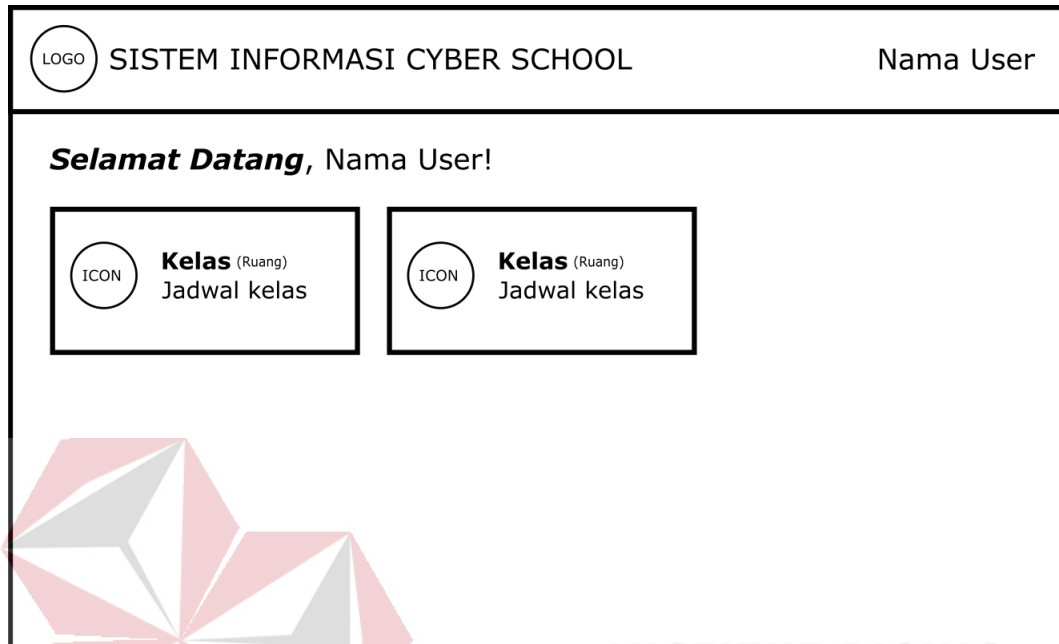 LOGO SISTEM INFORMASI CYBER SCHOOL Nama User
Selamat Datang, Nama User!
ICON Kelas (Ruang)
Jadwal kelas
ICON Kelas (Ruang)
Jadwal kelas